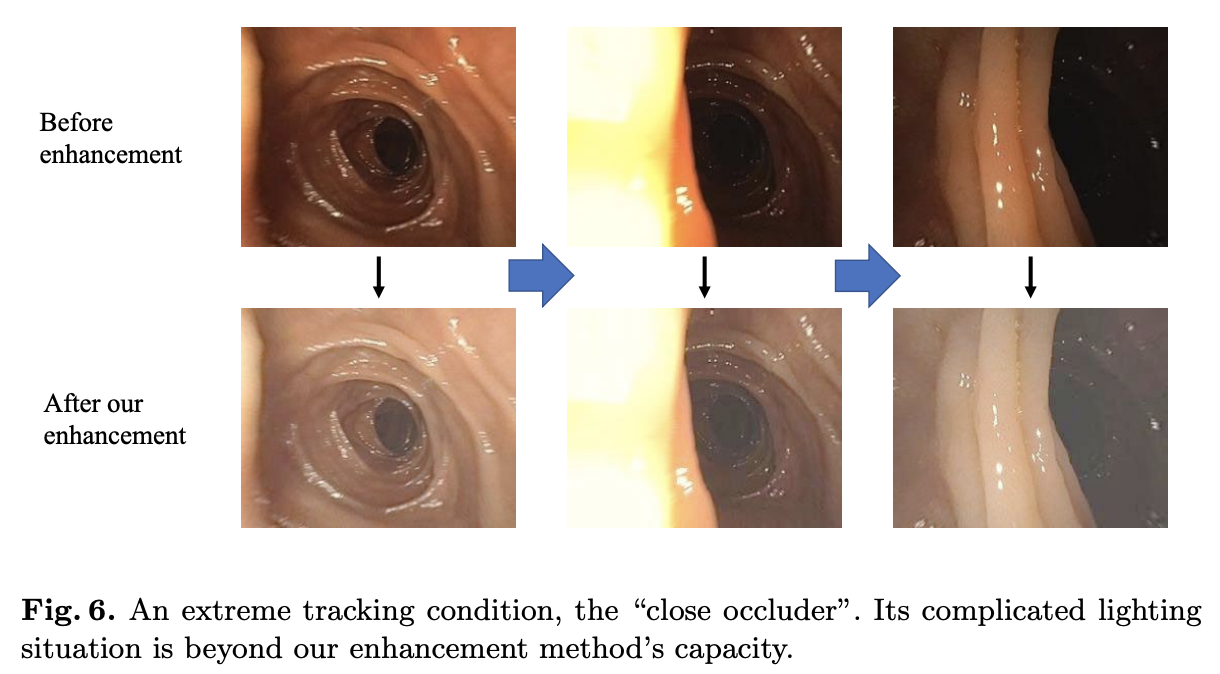 Before
enhancement
After our
enhancement
Fig. 6. An extreme tracking condition, the “close occluder”. Its complicated lighting
situation is beyond our enhancement method’s capacity.